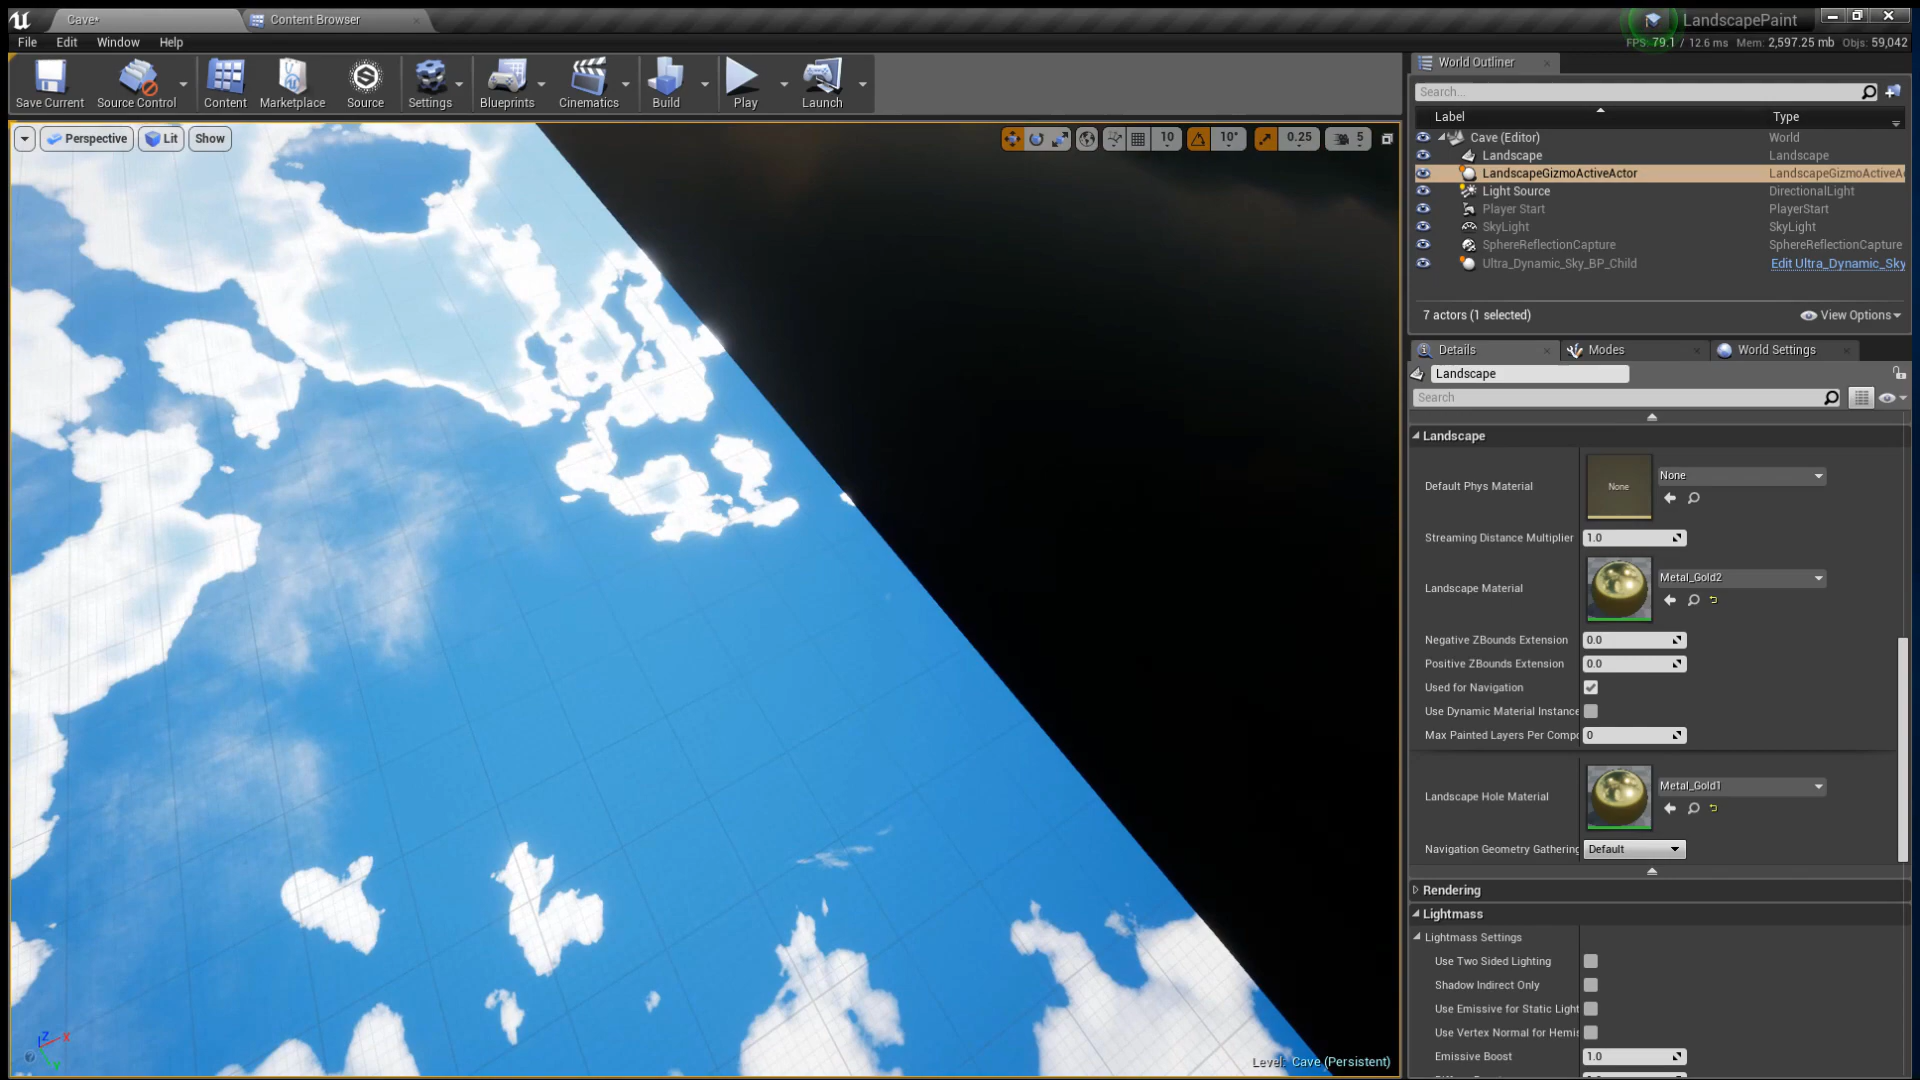 Cave*
Content Browser
LandscapePaint
File Edit Window Help
FPS: 79.1 / 12.6 ms Mem: 2,597.25 mb Objs: 59,042
Save Current
Source Control
Content
Marketplace
Source
Settings
Blueprints
Cinematics
Build
Play
Launch
Perspective
Lit
Show
10
10°
0.25
5
World Outliner
Search...
Label Type
Cave (Editor) World
Landscape Landscape
LandscapeGizmoActiveActor LandscapeGizmoActiveA
Light Source DirectionalLight
Player Start PlayerStart
SkyLight SkyLight
SphereReflectionCapture SphereReflectionCapture
Ultra_Dynamic_Sky_BP_Child Edit Ultra_Dynamic_Sky
7 actors (1 selected)
View Options
Details
Modes
World Settings
Landscape
Search
Landscape
Default Phys Material
None
None
Streaming Distance Multiplier 1.0
Landscape Material
Metal_Gold2
Negative ZBounds Extension 0.0
Positive ZBounds Extension 0.0
Used for Navigation
Use Dynamic Material Instance
Max Painted Layers Per Compo 0
Landscape Hole Material
Metal_Gold1
Navigation Geometry Gathering Default
Rendering
Lightmass
Lightmass Settings
Use Two Sided Lighting
Shadow Indirect Only
Use Emissive for Static Light
Use Vertex Normal for Hemis
Emissive Boost 1.0
Level: Cave (Persistent)
Z
X
Y